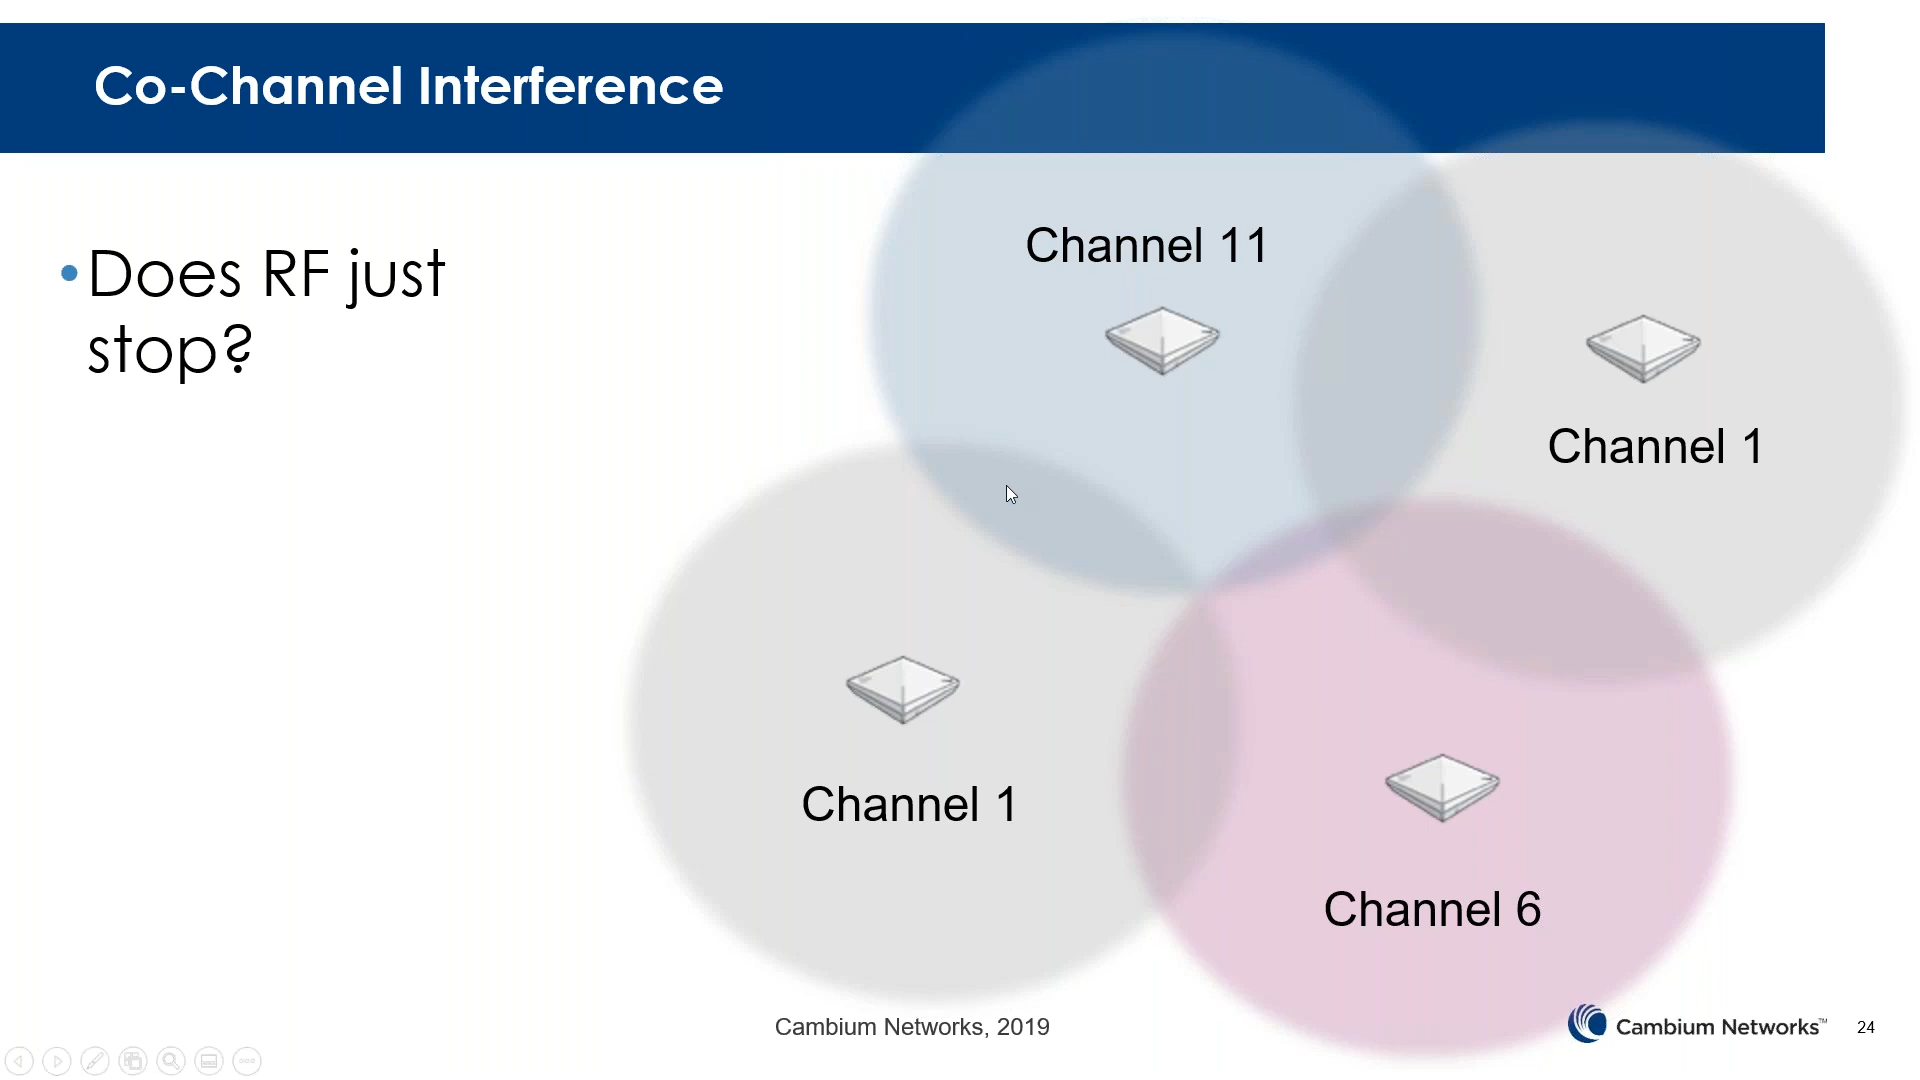 Co-Channel Interference
•Does RF just
stop?
Channel 11
Channel 1
Channel 1
Channel 6
Cambium Networks, 2019
Cambium Networks™
24